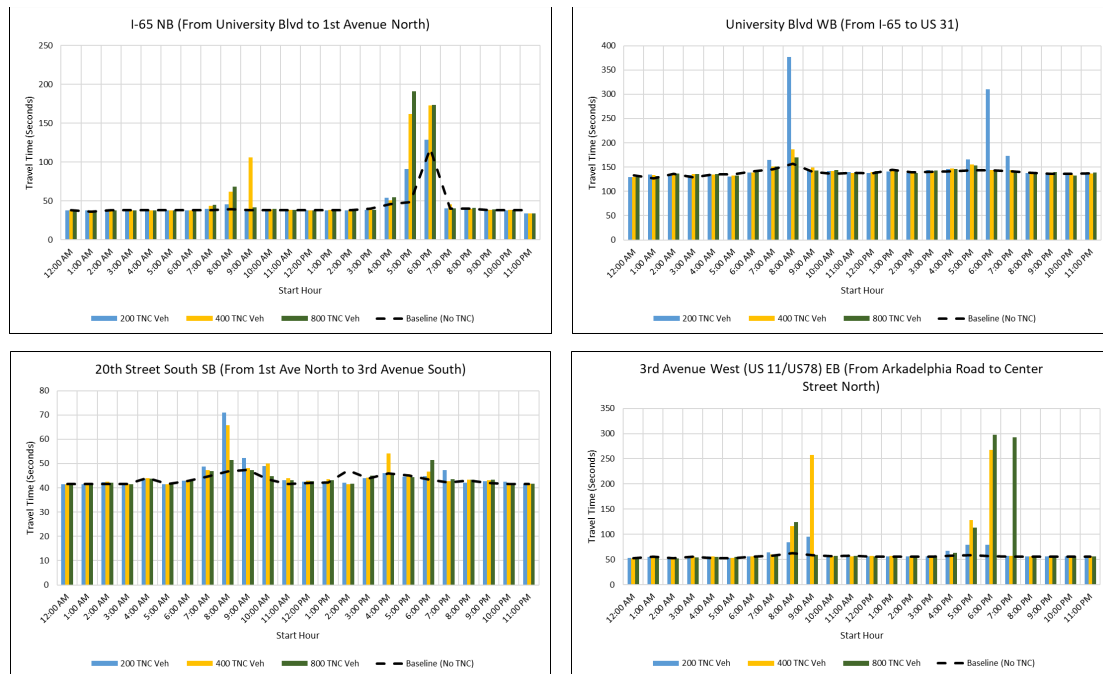 I-65 NB (From University Blvd to 1st Avenue North)
Travel Time (Seconds)
250
200
150
100
50
0
12:00 AM 1:00 AM 2:00 AM 3:00 AM 4:00 AM 5:00 AM 6:00 AM 7:00 AM 8:00 AM 9:00 AM 10:00 AM 11:00 AM 12:00 PM 1:00 PM 2:00 PM 3:00 PM 4:00 PM 5:00 PM 6:00 PM 7:00 PM 8:00 PM 9:00 PM 10:00 PM 11:00 PM
Start Hour
200 TNC Veh 400 TNC Veh 800 TNC Veh Baseline (No TNC)
University Blvd WB (From I-65 to US 31)
Travel Time (Seconds)
400
350
300
250
200
150
100
50
0
12:00 AM 1:00 AM 2:00 AM 3:00 AM 4:00 AM 5:00 AM 6:00 AM 7:00 AM 8:00 AM 9:00 AM 10:00 AM 11:00 AM 12:00 PM 1:00 PM 2:00 PM 3:00 PM 4:00 PM 5:00 PM 6:00 PM 7:00 PM 8:00 PM 9:00 PM 10:00 PM 11:00 PM
Start Hour
200 TNC Veh 400 TNC Veh 800 TNC Veh Baseline (No TNC)
20th Street South SB (From 1st Ave North to 3rd Avenue South)
Travel Time (Seconds)
80
70
60
50
40
30
20
10
0
12:00 AM 1:00 AM 2:00 AM 3:00 AM 4:00 AM 5:00 AM 6:00 AM 7:00 AM 8:00 AM 9:00 AM 10:00 AM 11:00 AM 12:00 PM 1:00 PM 2:00 PM 3:00 PM 4:00 PM 5:00 PM 6:00 PM 7:00 PM 8:00 PM 9:00 PM 10:00 PM 11:00 PM
Start Hour
200 TNC Veh 400 TNC Veh 800 TNC Veh Baseline (No TNC)
3rd Avenue West (US 11/US78) EB (From Arkadelphia Road to Center
Street North)
Travel Time (Seconds)
350
300
250
200
150
100
50
0
12:00 AM 1:00 AM 2:00 AM 3:00 AM 4:00 AM 5:00 AM 6:00 AM 7:00 AM 8:00 AM 9:00 AM 10:00 AM 11:00 AM 12:00 PM 1:00 PM 2:00 PM 3:00 PM 4:00 PM 5:00 PM 6:00 PM 7:00 PM 8:00 PM 9:00 PM 10:00 PM 11:00 PM
Start Hour
200 TNC Veh 400 TNC Veh 800 TNC Veh Baseline (No TNC)